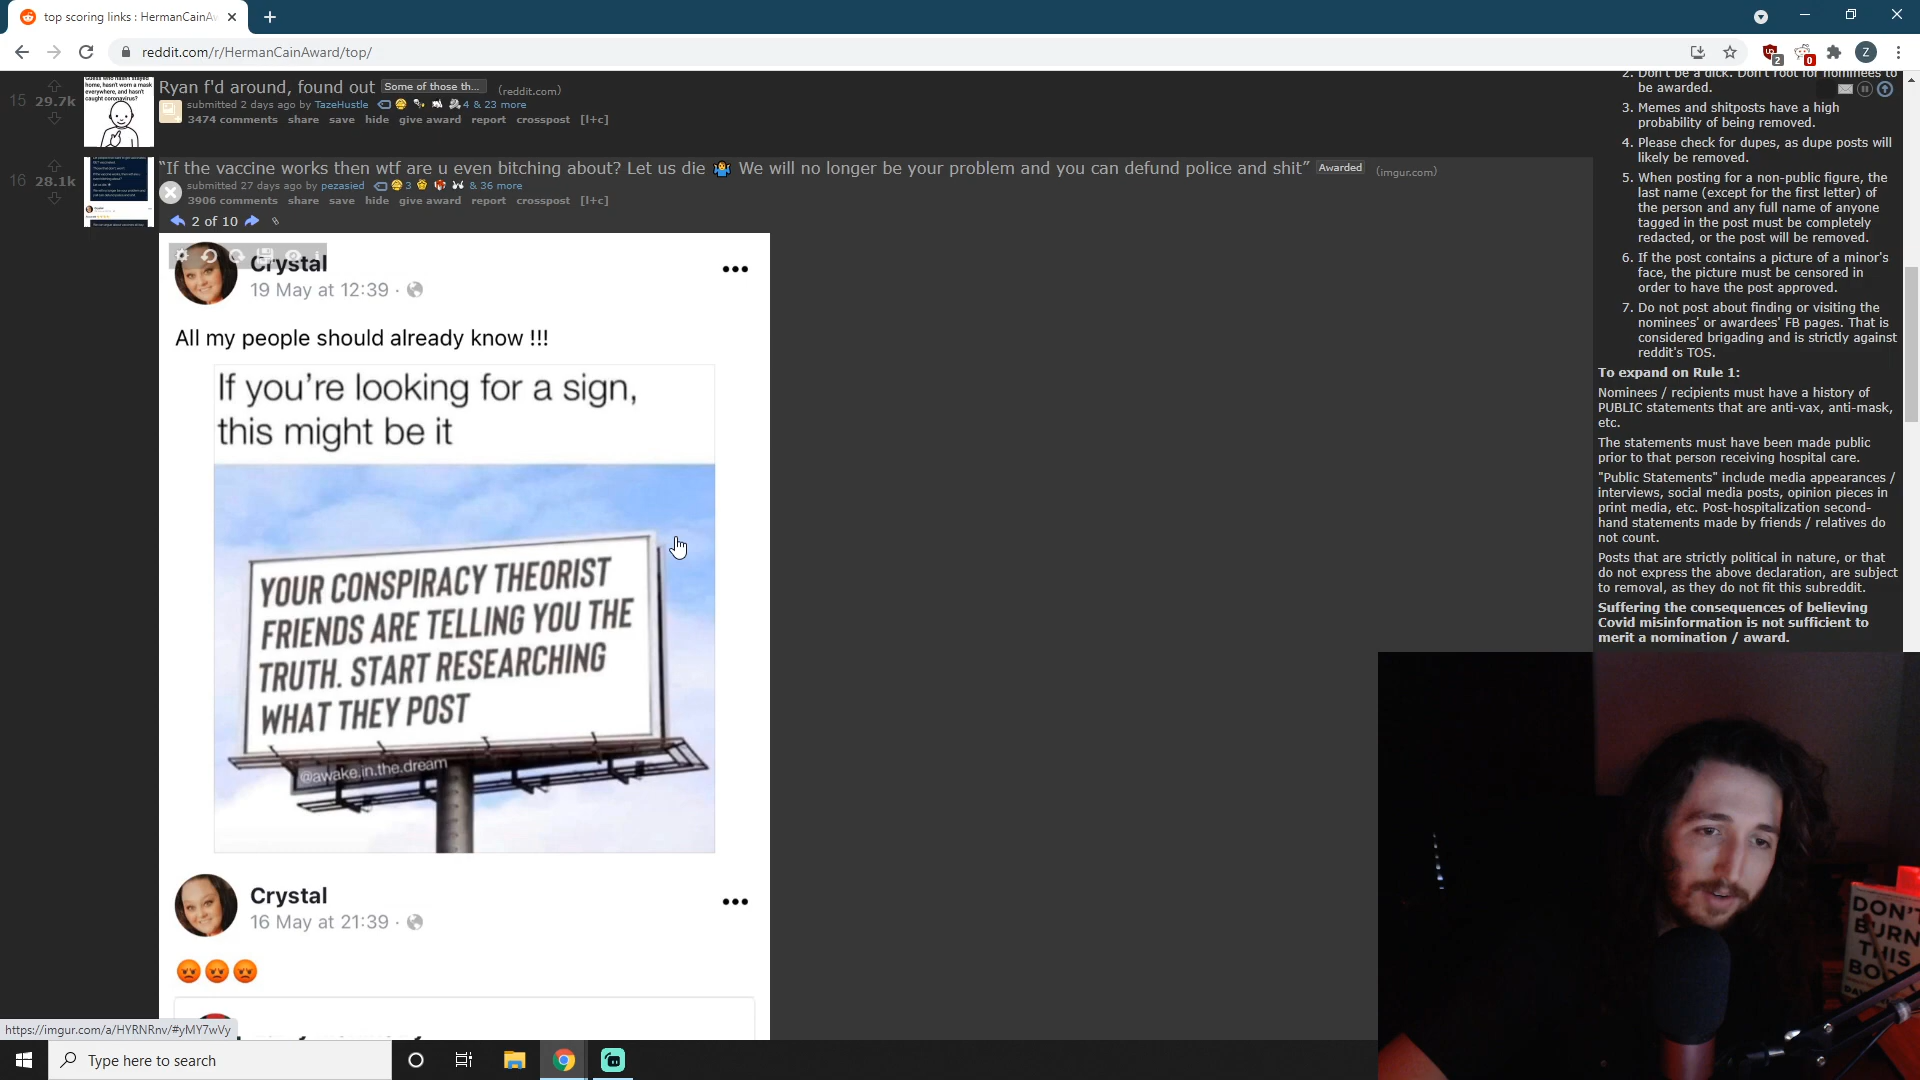 top scoring links : HermanCainAw
reddit.com/r/HermanCainAward/top/
Z
2
0
15
29.7k
home, hasn't worn a mask
everywhere, and hasn't
caught coronavirus?
Ryan f'd around, found out Some of those th... (reddit.com)
submitted 2 days ago by TazeHustle 4 & 23 more
3474 comments share save hide give award report crosspost [l+c]
16
28.1k
“If the vaccine works then wtf are u even bitching about? Let us die 🤷 We will no longer be your problem and you can defund police and shit” Awarded (imgur.com)
submitted 27 days ago by pezasied 3 & 36 more
3906 comments share save hide give award report crosspost [l+c]
2 of 10
Crystal
19 May at 12:39 ·
All my people should already know !!!
If you're looking for a sign,
this might be it
YOUR CONSPIRACY THEORIST
FRIENDS ARE TELLING YOU THE
TRUTH. START RESEARCHING
WHAT THEY POST
@awake.in.the.dream
Crystal
16 May at 21:39 ·
😡😡😡
2. Don't be a dick. Don't root for nominees to
be awarded.
3. Memes and shitposts have a high
probability of being removed.
4. Please check for dupes, as dupe posts will
likely be removed.
5. When posting for a non-public figure, the
last name (except for the first letter) of
the person and any full name of anyone
tagged in the post must be completely
redacted, or the post will be removed.
6. If the post contains a picture of a minor's
face, the picture must be censored in
order to have the post approved.
7. Do not post about finding or visiting the
nominees' or awardees' FB pages. That is
considered brigading and is strictly against
reddit's TOS.
To expand on Rule 1:
Nominees / recipients must have a history of
PUBLIC statements that are anti-vax, anti-mask,
etc.
The statements must have been made public
prior to that person receiving hospital care.
"Public Statements" include media appearances /
interviews, social media posts, opinion pieces in
print media, etc. Post-hospitalization second-
hand statements made by friends / relatives do
not count.
Posts that are strictly political in nature, or that
do not express the above declaration, are subject
to removal, as they do not fit this subreddit.
Suffering the consequences of believing
Covid misinformation is not sufficient to
merit a nomination / award.
DON'T
BURN
THIS
BO
https://imgur.com/a/HYRNRnv/#yMY7wVy
Type here to search